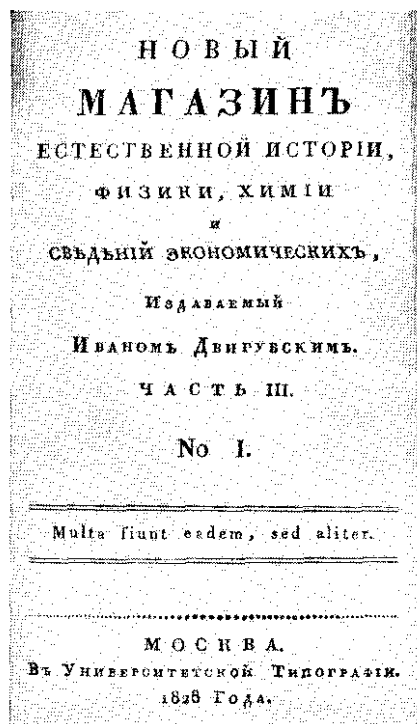 НОВЫЙ
МАГАЗИНЪ
ЕСТЕСТВЕННОЙ ИСТОРІИ,
ФИЗИКИ, ХИМІИ
и
СВѢДѢНІЙ ЭКОНОМИЧЕСКИХЪ,
Издаваемый
Иваномъ Двигубскимъ.
ЧАСТЬ III.
No I.
Multa fiunt eadem, sed aliter.
МОСКВА.
Въ Университетской Типографіи.
1828 Года.